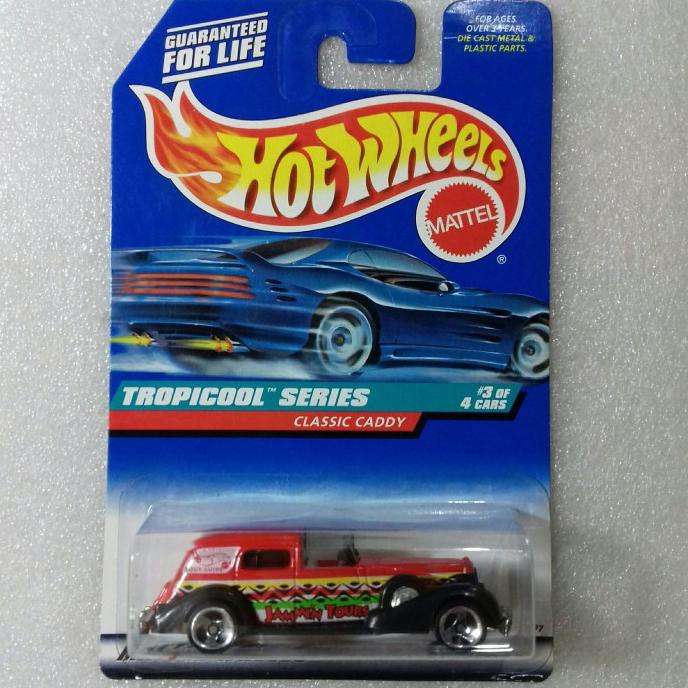 GUARANTEED
FOR LIFE
FOR AGES
OVER 3 YEARS.
DIE CAST METAL &
PLASTIC PARTS.
HOT WHEELS
MATTEL
®
TROPICOOL™ SERIES
#3 OF
4 CARS
CLASSIC CADDY
JAMMIN TOURS